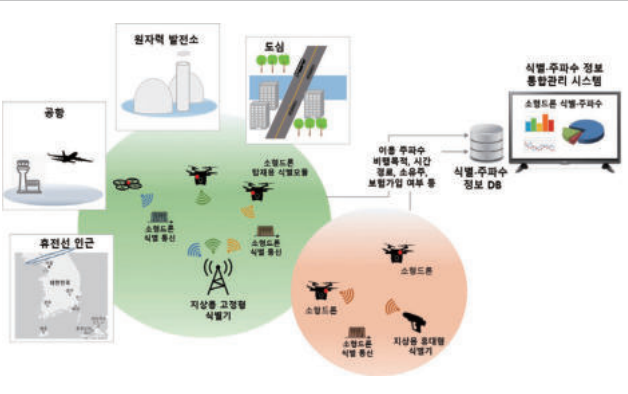 원자력 발전소
도심
공항
휴전선 인근
대한민국
소형드론
탑재용 식별모듈
소형드론
식별 통신
소형드론
식별 통신
지상용 고정형
식별기
이용 주파수
비행목적, 시간
경로, 소유주,
보험가입 여부 등
식별·주파수
정보 DB
식별·주파수 정보
통합관리 시스템
소형드론 식별·주파수
소형드론
소형드론
소형드론
식별 통신
지상용 휴대형
식별기